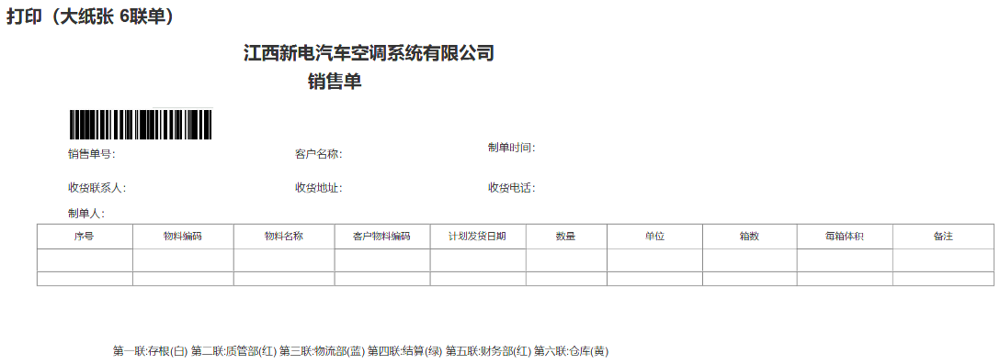 打印（大纸张 6联单）
江西新电汽车空调系统有限公司
销售单
销售单号： 客户名称： 制单时间：
收货联系人： 收货地址： 收货电话：
制单人：
序号 物料编码 物料名称 客户物料编码 计划发货日期 数量 单位 箱数 每箱体积 备注
第一联:存根(白) 第二联:质管部(红) 第三联:物流部(蓝) 第四联:结算(绿) 第五联:财务部(红) 第六联:仓库(黄)